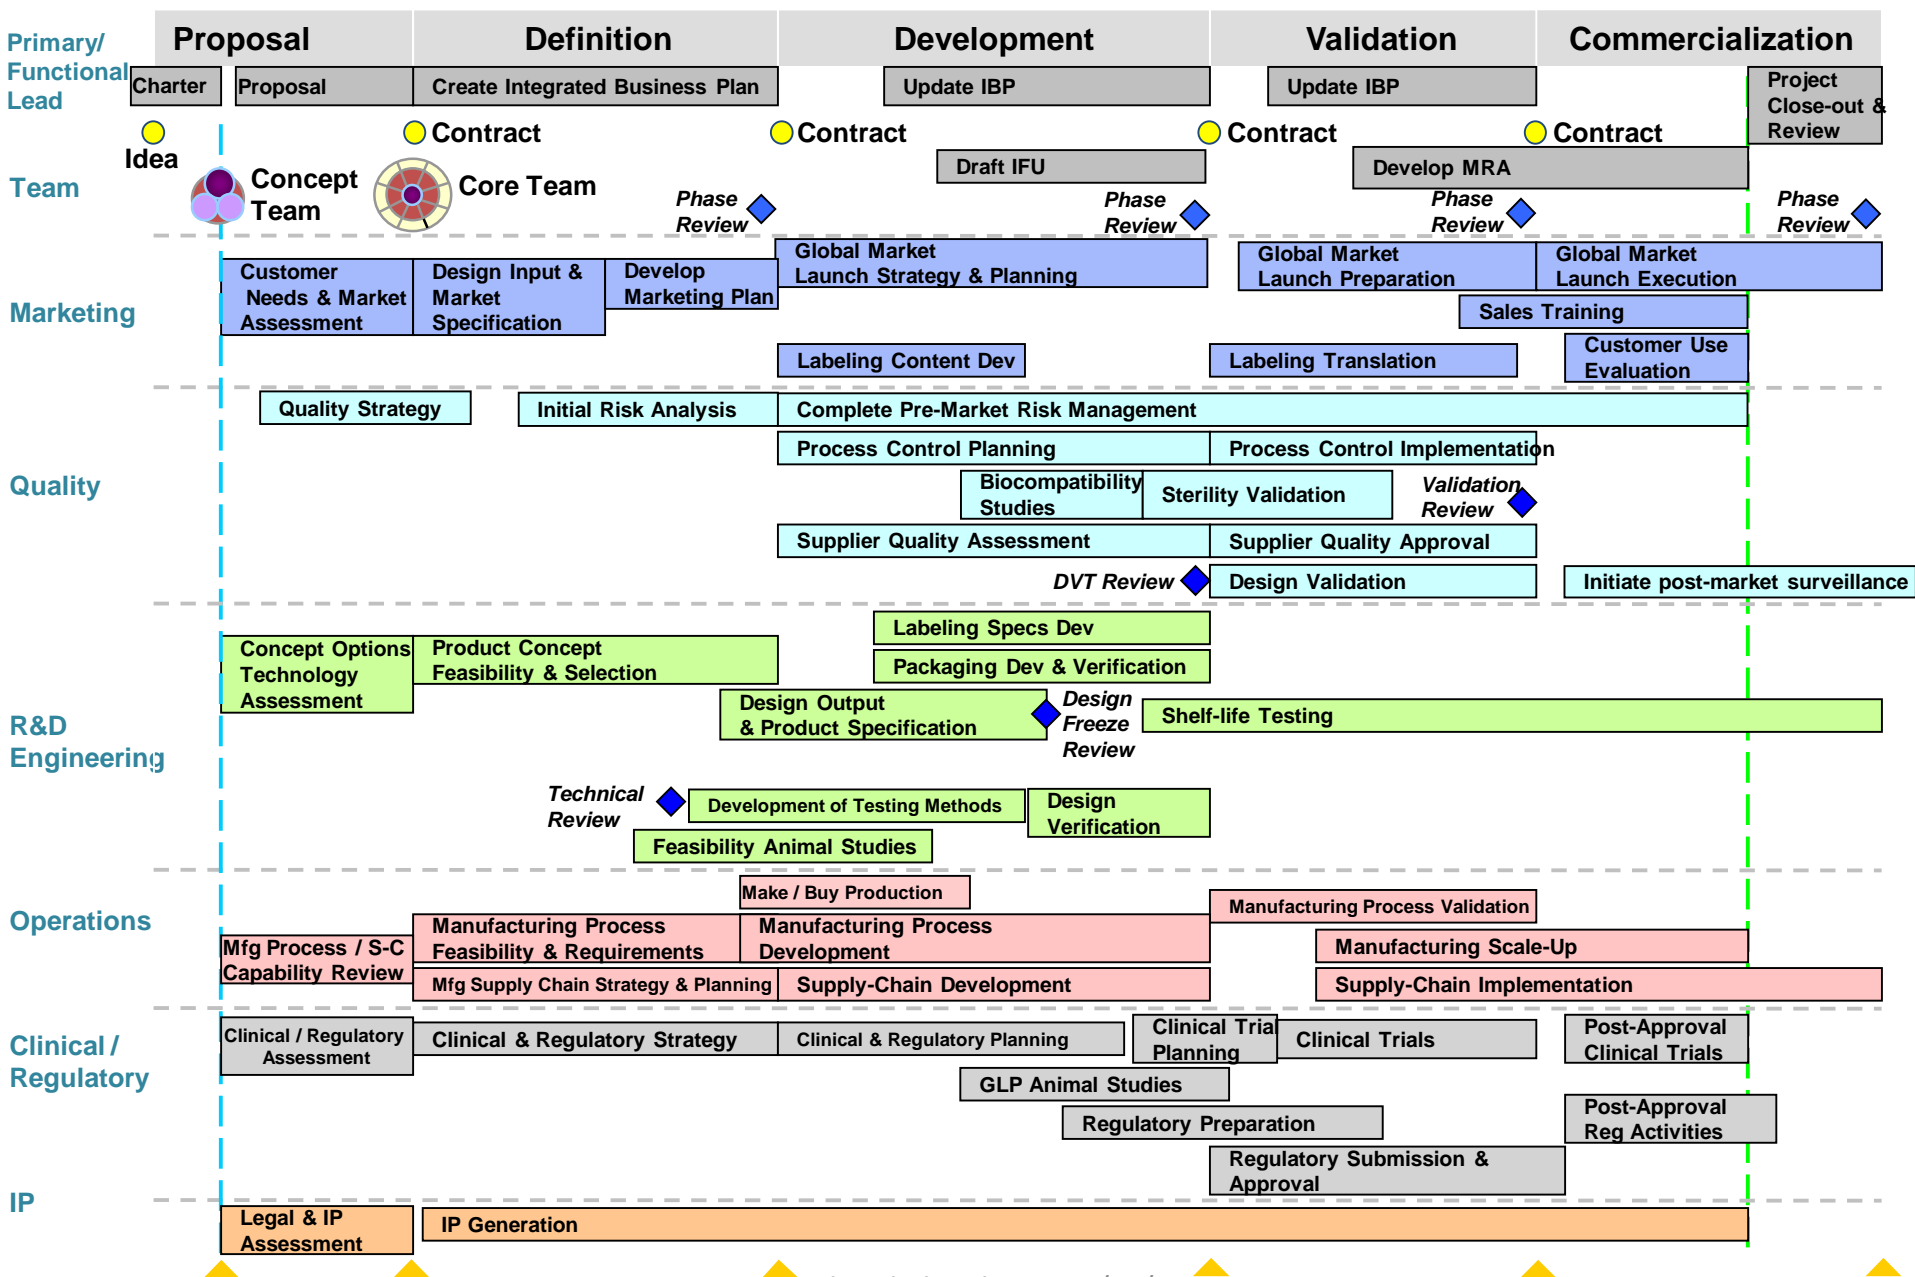 Primary/
Functional
Lead
Proposal
Definition
Development
Validation
Commercialization
Charter
Proposal
Create Integrated Business Plan
Update IBP
Update IBP
Project
Close-out &
Review
Idea
Contract
Contract
Contract
Contract
Team
Concept
Team
Core Team
Draft IFU
Develop MRA
Phase
Review
Phase
Review
Phase
Review
Phase
Review
Marketing
Customer
Needs & Market
Assessment
Design Input &
Market
Specification
Develop
Marketing Plan
Global Market
Launch Strategy & Planning
Global Market
Launch Preparation
Global Market
Launch Execution
Sales Training
Labeling Content Dev
Labeling Translation
Customer Use
Evaluation
Quality
Quality Strategy
Initial Risk Analysis
Complete Pre-Market Risk Management
Process Control Planning
Process Control Implementation
Biocompatibility
Studies
Sterility Validation
Validation
Review
Supplier Quality Assessment
Supplier Quality Approval
DVT Review
Design Validation
Initiate post-market surveillance
R&D
Engineering
Labeling Specs Dev
Concept Options
Technology
Assessment
Product Concept
Feasibility & Selection
Packaging Dev & Verification
Design Output
& Product Specification
Design
Freeze
Review
Shelf-life Testing
Technical
Review
Development of Testing Methods
Design
Verification
Feasibility Animal Studies
Operations
Make / Buy Production
Manufacturing Process Validation
Mfg Process / S-C
Capability Review
Manufacturing Process
Feasibility & Requirements
Manufacturing Process
Development
Manufacturing Scale-Up
Mfg Supply Chain Strategy & Planning
Supply-Chain Development
Supply-Chain Implementation
Clinical /
Regulatory
Clinical / Regulatory
Assessment
Clinical & Regulatory Strategy
Clinical & Regulatory Planning
Clinical Trial
Planning
Clinical Trials
Post-Approval
Clinical Trials
GLP Animal Studies
Regulatory Preparation
Post-Approval
Reg Activities
Regulatory Submission &
Approval
IP
Legal & IP
Assessment
IP Generation